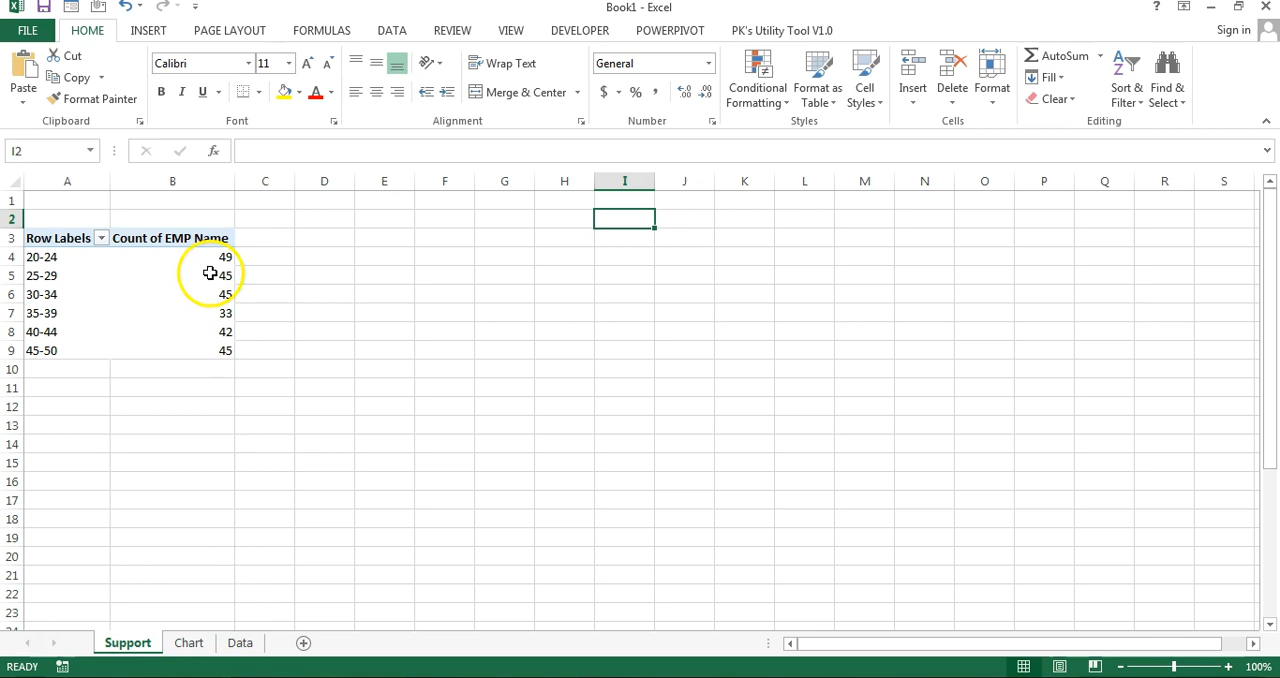 Book1 - Excel
FILE HOME INSERT PAGE LAYOUT FORMULAS DATA REVIEW VIEW DEVELOPER POWERPIVOT PK's Utility Tool V1.0 Sign in
Paste
Cut
Copy
Format Painter
Clipboard
Calibri 11
B I U
Font
Wrap Text
Merge & Center
Alignment
General
$ % ,
Number
Conditional Formatting
Format as Table
Cell Styles
Styles
Insert Delete Format
Cells
AutoSum
Fill
Clear
Sort & Filter
Find & Select
Editing
I2
fx
A B C D E F G H I J K L M N O P Q R S
1
2
3 Row Labels Count of EMP Name
4 20-24 49
5 25-29 45
6 30-34 45
7 35-39 33
8 40-44 42
9 45-50 45
10
11
12
13
14
15
16
17
18
19
20
21
22
23
Support Chart Data
READY 100%